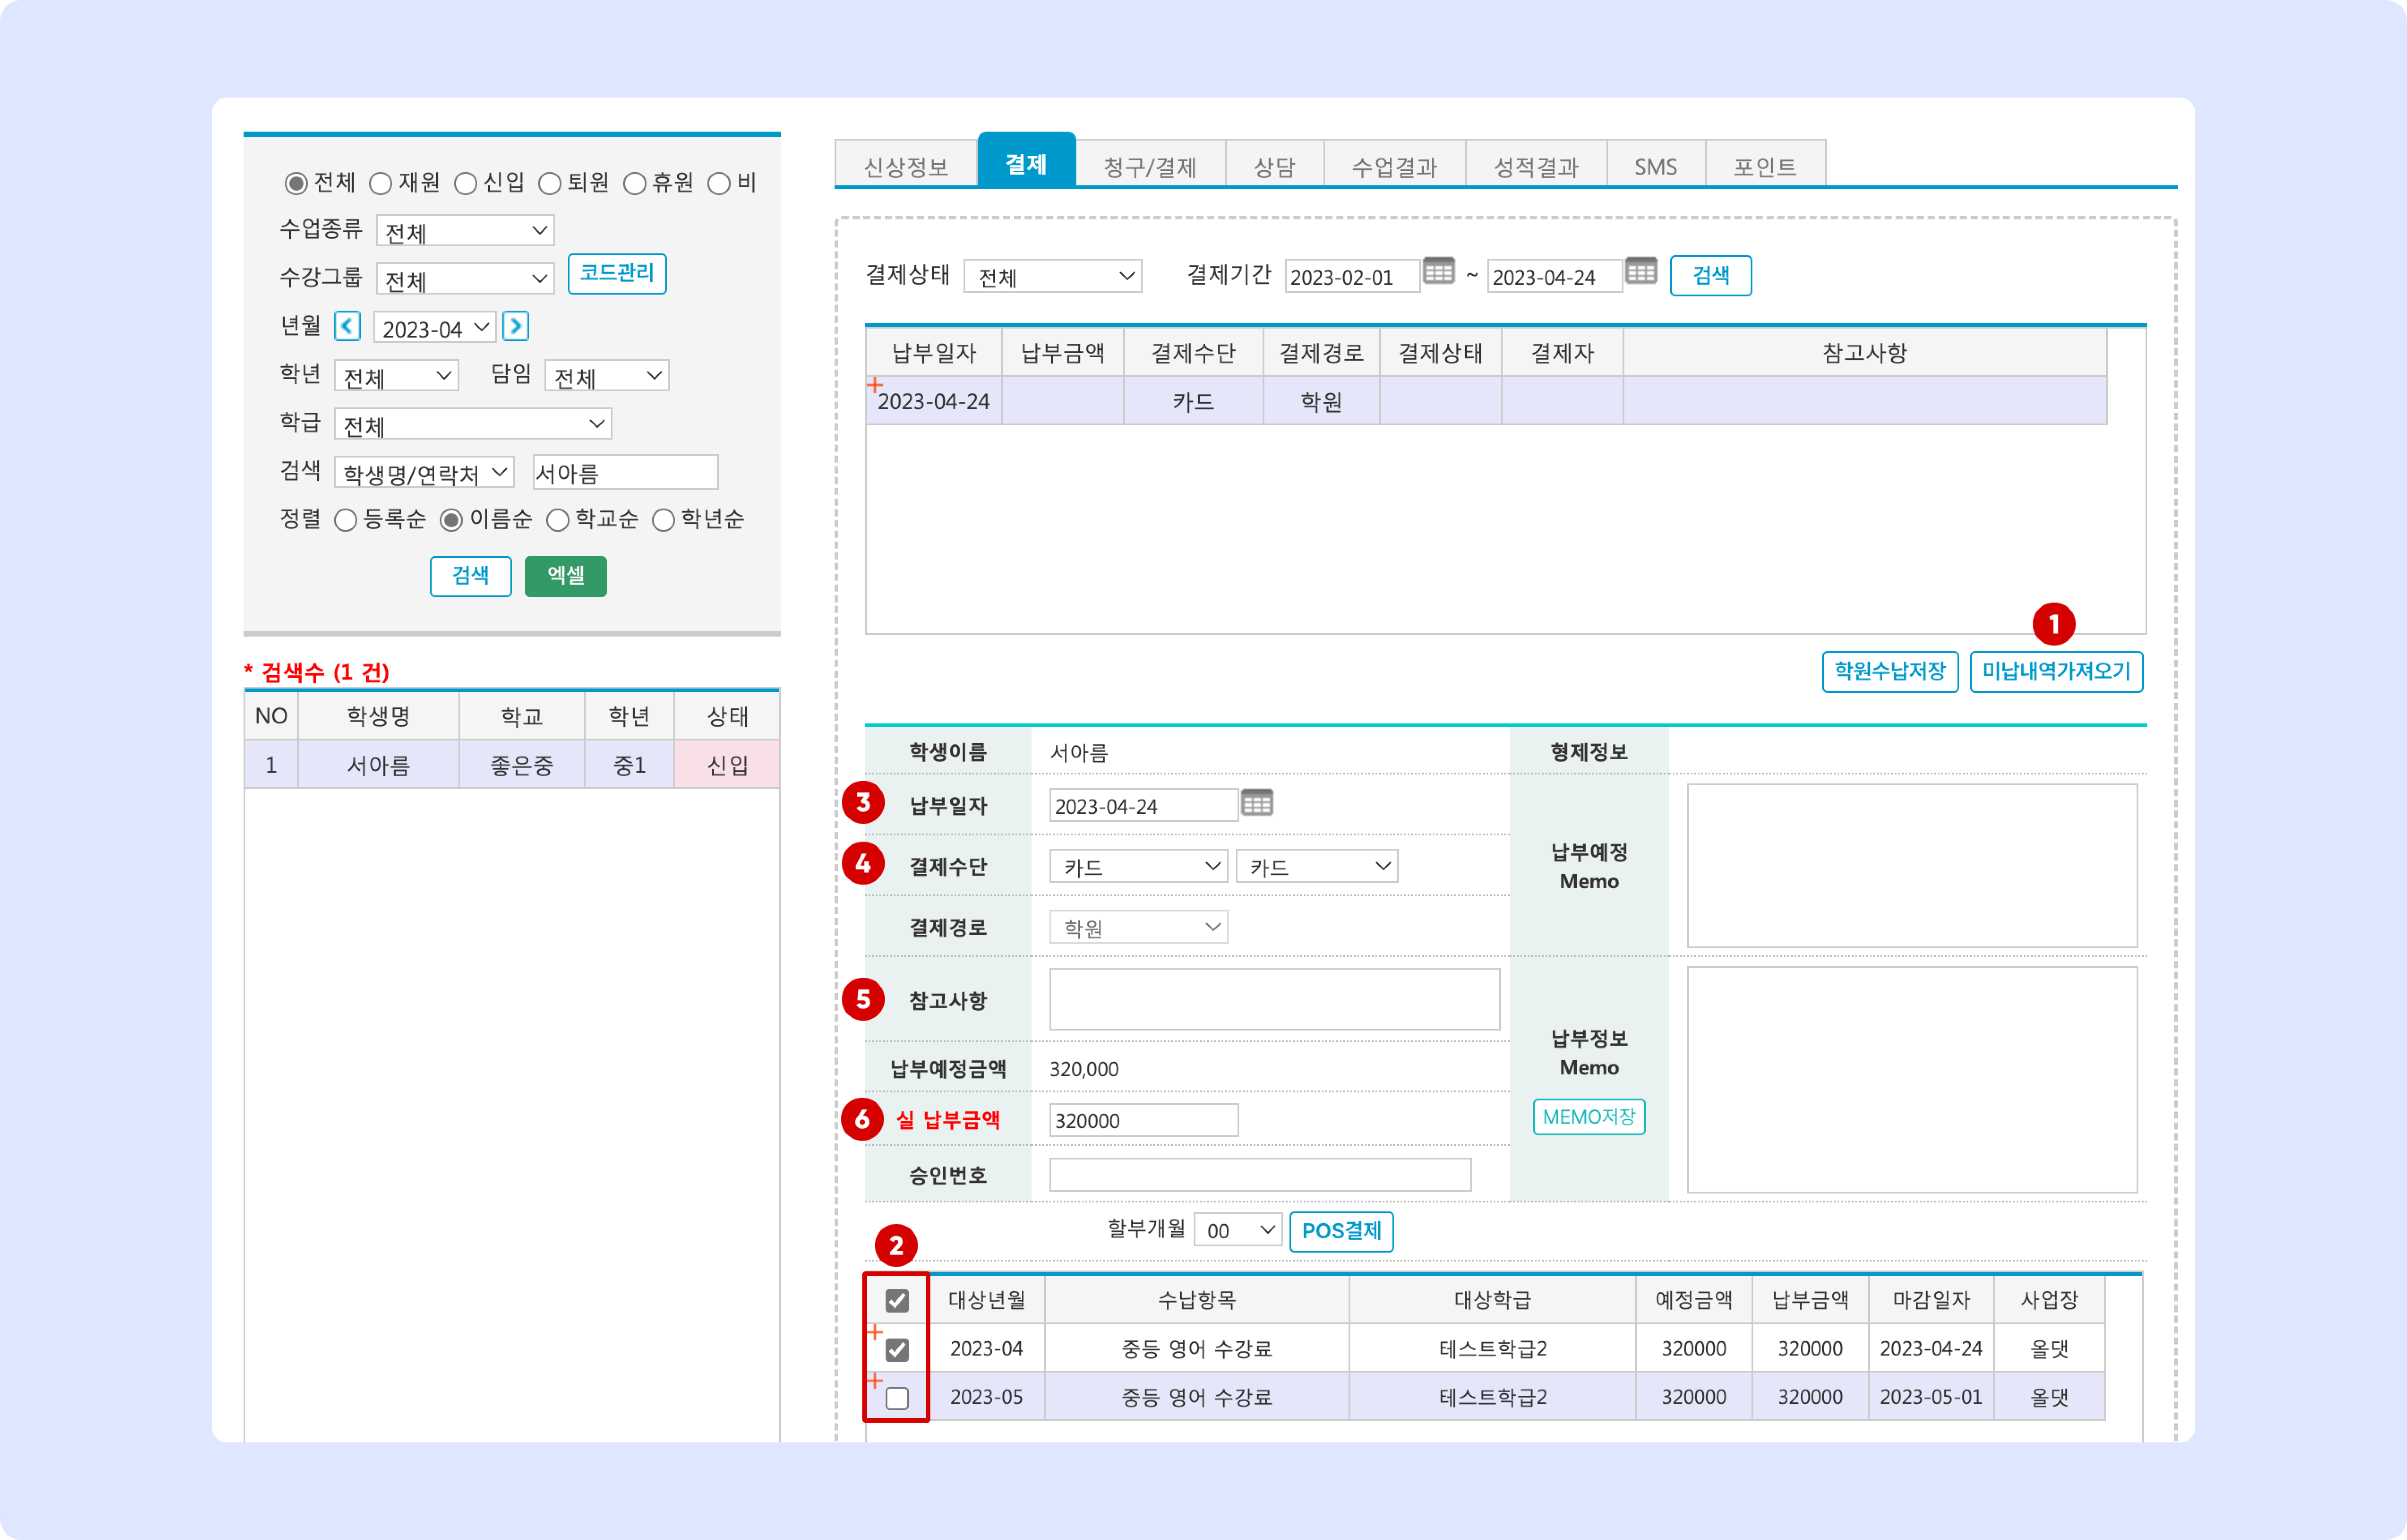 전체 재원 신입 퇴원 휴원 비
수업종류 전체
수강그룹 전체 코드관리
년월 2023-04
학년 전체 담임 전체
학급 전체
검색 학생명/연락처 서아름
정렬 등록순 이름순 학교순 학년순
검색 엑셀
* 검색수 (1 건)
NO 학생명 학교 학년 상태
1 서아름 좋은중 중1 신입
신상정보 결제 청구/결제 상담 수업결과 성적결과 SMS 포인트
결제상태 전체 결제기간 2023-02-01 ~ 2023-04-24 검색
납부일자 납부금액 결제수단 결제경로 결제상태 결제자 참고사항
2023-04-24 카드 학원
1
학원수납저장 미납내역가져오기
학생이름 서아름 형제정보
3 납부일자 2023-04-24
4 결제수단 카드 카드
납부예정
Memo
결제경로 학원
5 참고사항
납부정보
Memo
납부예정금액 320,000
6 실 납부금액 320000 MEMO저장
승인번호
할부개월 00 POS결제
2
대상년월 수납항목 대상학급 예정금액 납부금액 마감일자 사업장
2023-04 중등 영어 수강료 테스트학급2 320000 320000 2023-04-24 올댓
2023-05 중등 영어 수강료 테스트학급2 320000 320000 2023-05-01 올댓